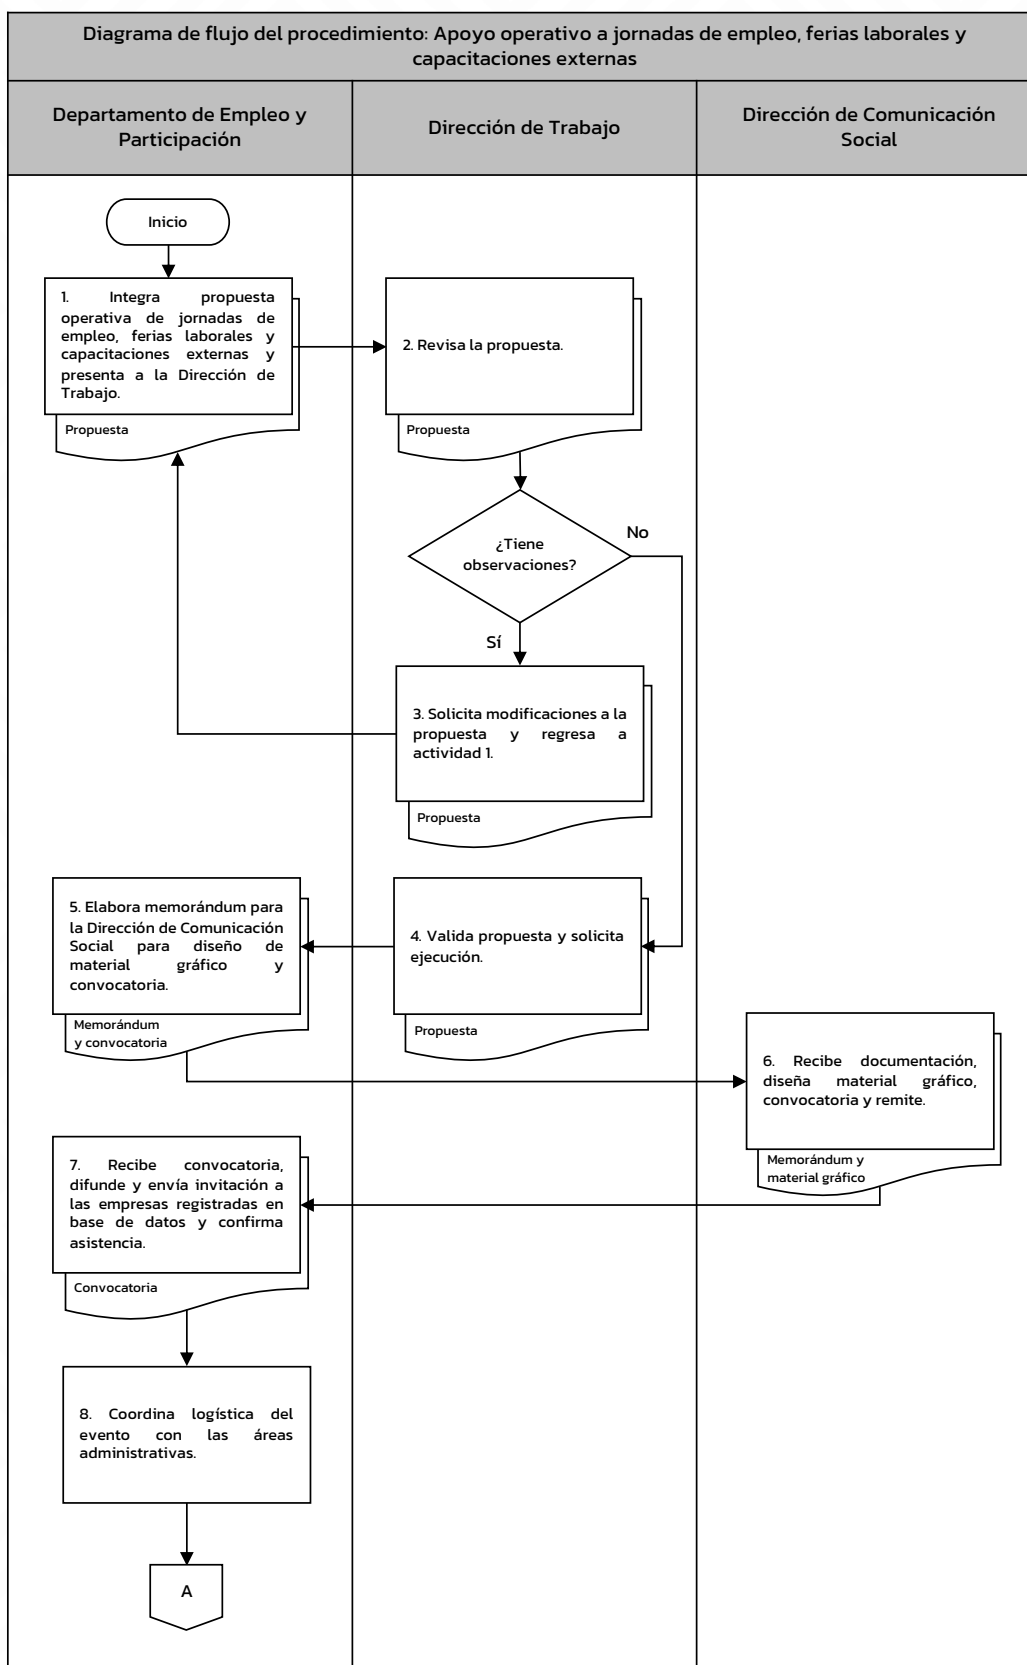 Diagrama de flujo del procedimiento: Apoyo operativo a jornadas de empleo, ferias laborales y
capacitaciones externas
Departamento de Empleo y
Participación
Dirección de Trabajo
Dirección de Comunicación
Social
Inicio
1. Integra propuesta
operativa de jornadas de
empleo, ferias laborales y
capacitaciones externas y
presenta a la Dirección de
Trabajo.
Propuesta
2. Revisa la propuesta.
Propuesta
¿Tiene
observaciones?
No
Sí
3. Solicita modificaciones a la
propuesta y regresa a
actividad 1.
Propuesta
4. Valida propuesta y solicita
ejecución.
Propuesta
5. Elabora memorándum para
la Dirección de Comunicación
Social para diseño de
material gráfico y
convocatoria.
Memorándum
y convocatoria
6. Recibe documentación,
diseña material gráfico,
convocatoria y remite.
Memorándum y
material gráfico
7. Recibe convocatoria,
difunde y envía invitación a
las empresas registradas en
base de datos y confirma
asistencia.
Convocatoria
8. Coordina logística del
evento con las áreas
administrativas.
A